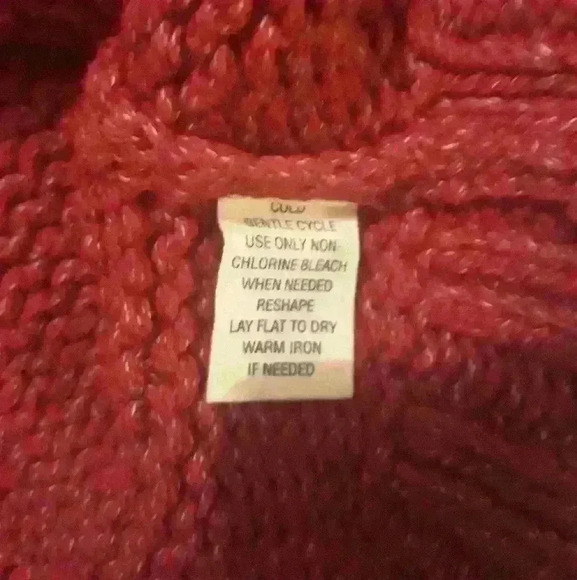 COLD
GENTLE CYCLE
USE ONLY NON-
CHLORINE BLEACH
WHEN NEEDED
RESHAPE
LAY FLAT TO DRY
WARM IRON
IF NEEDED